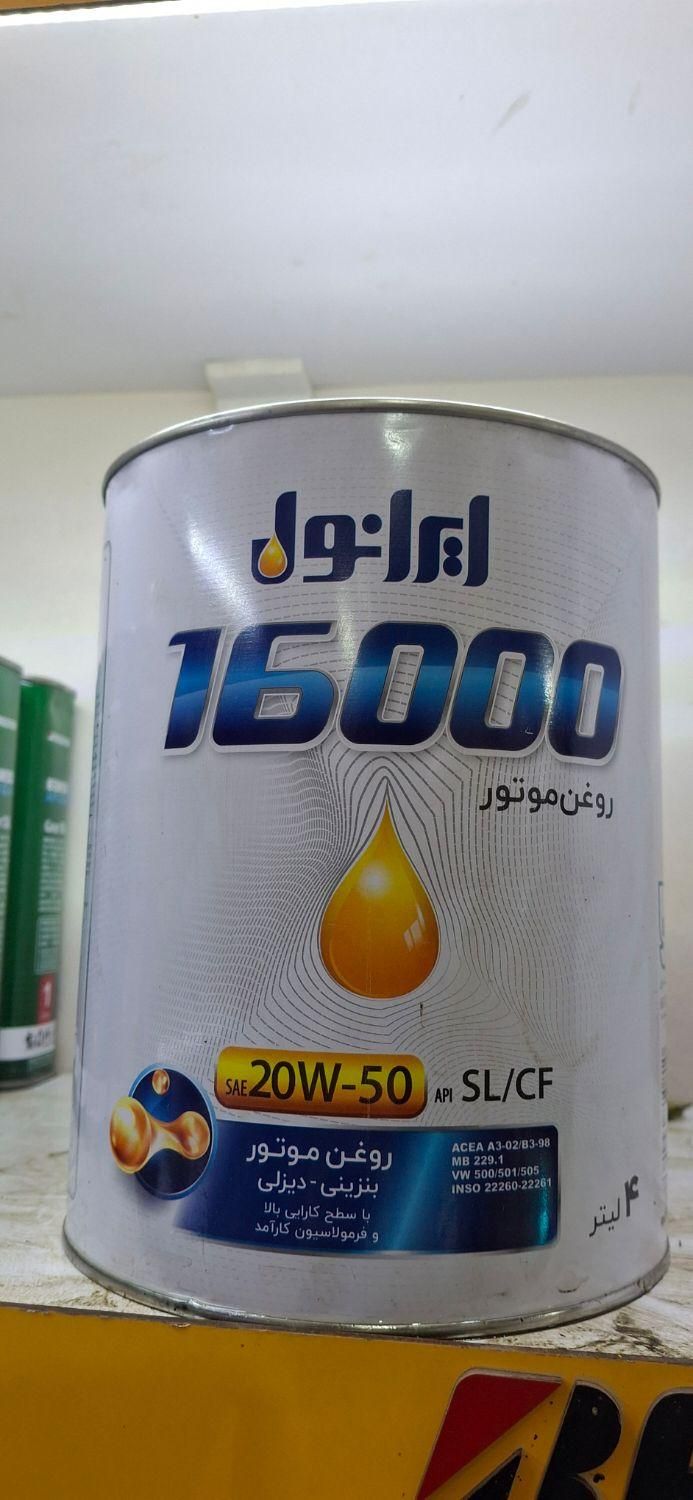 ایرانول
16000
روغن موتور
SAE 20W-50 API SL/CF
روغن موتور
بنزینی - دیزلی
با سطح کارایی بالا
و فرمولاسیون کارآمد
ACEA A3-02/B3-98
MB 229.1
VW 500/501/505
INSO 22260-22261
۴ لیتر